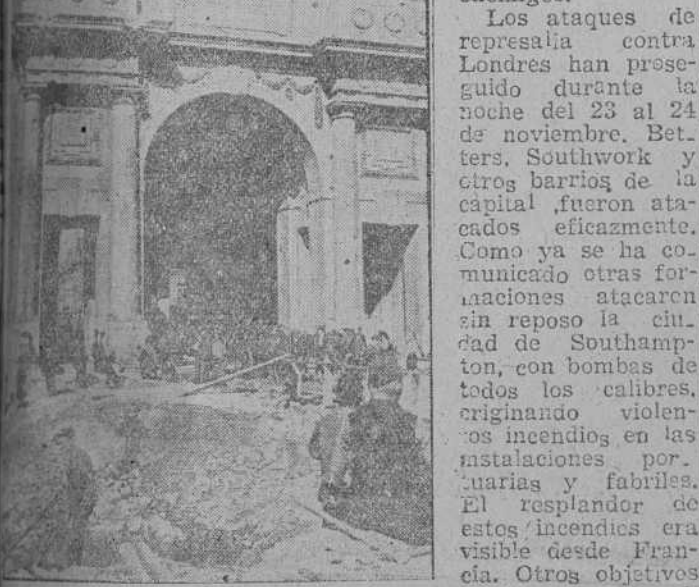 Los ataques de
represalia contra
Londres han prose-
guido durante la
noche del 23 al 24
de noviembre. Bet-
ters, Southwork y
otros barrios de la
capital ,fueron ata-
cados eficazmente.
Como ya se ha co-
municado otras for-
maciones atacaron
sin reposo la ciu-
dad de Southamp-
ton, con bombas de
todos los calibres,
originando violen-
tos incendios en las
instalaciones por-
tuarias y fabriles.
El resplandor de
estos incendios era
visible desde Fran-
cia. Otros objetivos